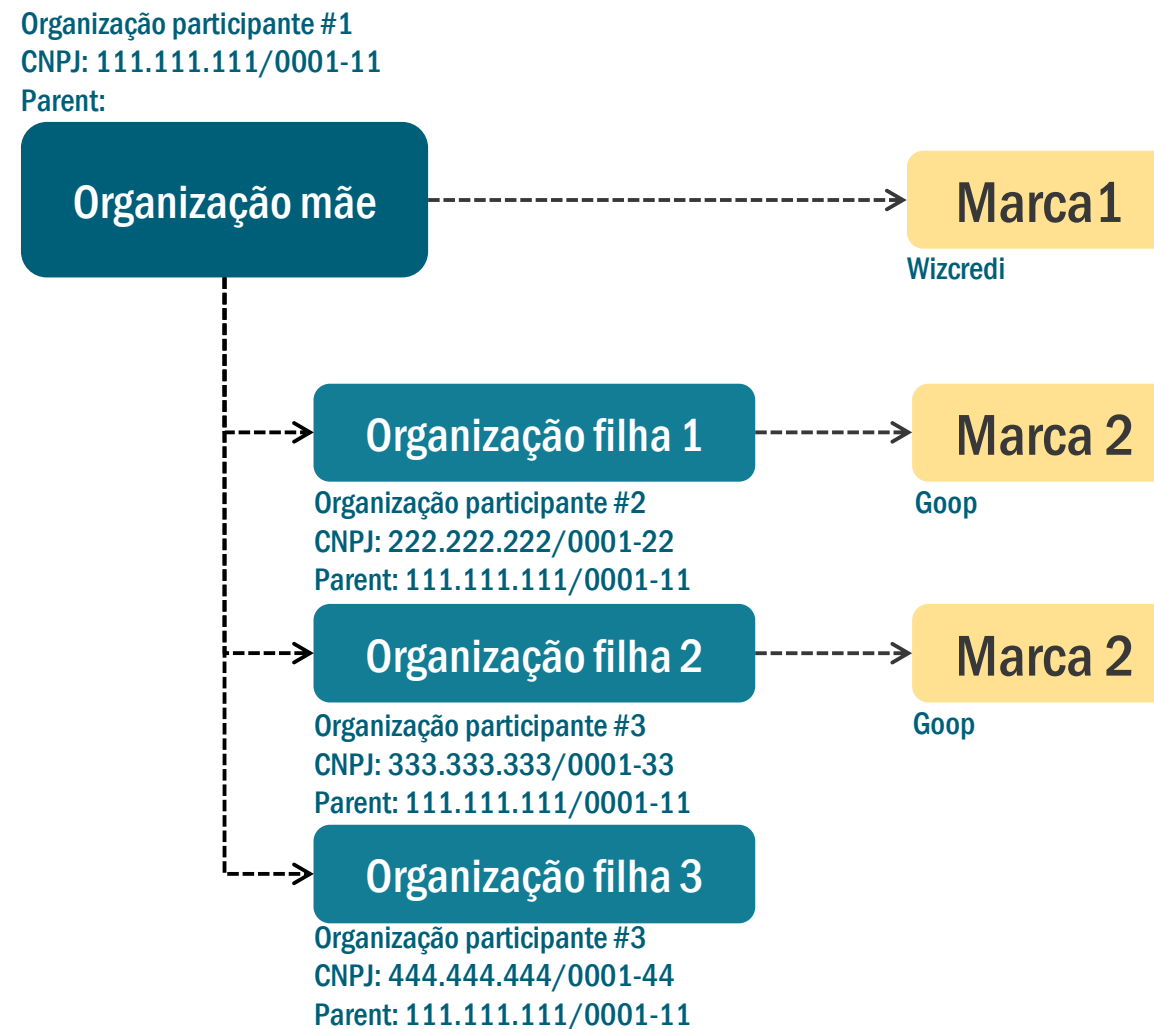 Organização participante #1
CNPJ: 111.111.111/0001-11
Parent:
Organização mãe
Marca1
Wizcredi
Organização filha 1
Marca 2
Organização participante #2
CNPJ: 222.222.222/0001-22
Parent: 111.111.111/0001-11
Goop
Organização filha 2
Marca 2
Organização participante #3
CNPJ: 333.333.333/0001-33
Parent: 111.111.111/0001-11
Goop
Organização filha 3
Organização participante #3
CNPJ: 444.444.444/0001-44
Parent: 111.111.111/0001-11